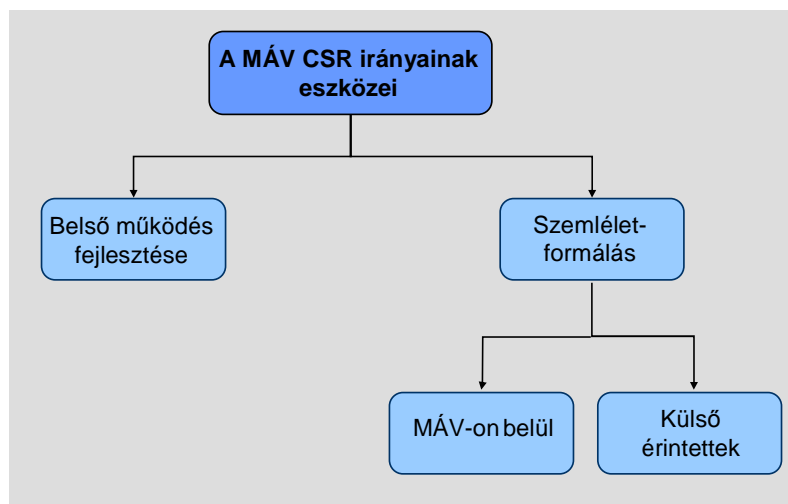 A MÁV CSR irányainak
eszközei
Belső működés
fejlesztése
Szemlélet-
formálás
MÁV-on belül
Külső
érintettek